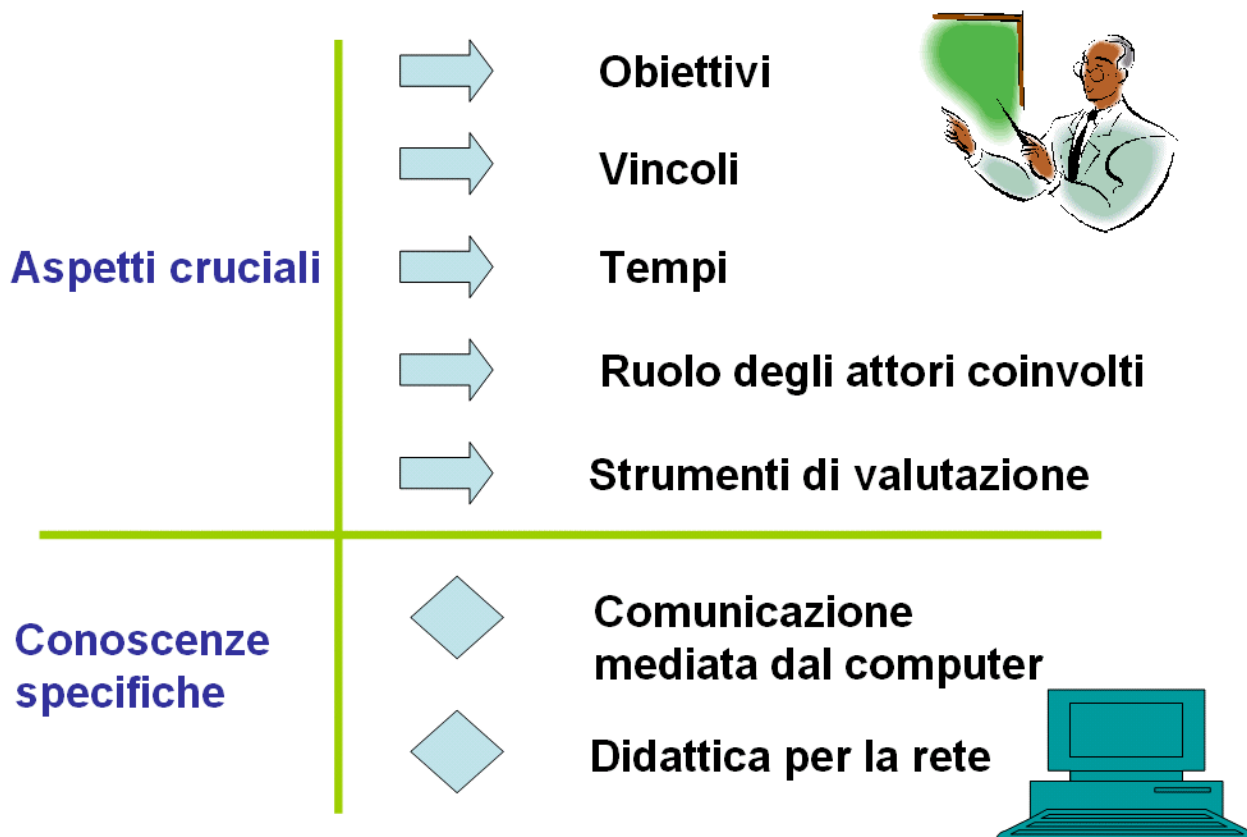 Aspetti cruciali
Obiettivi
Vincoli
Tempi
Ruolo degli attori coinvolti
Strumenti di valutazione
Conoscenze
specifiche
Comunicazione
mediata dal computer
Didattica per la rete